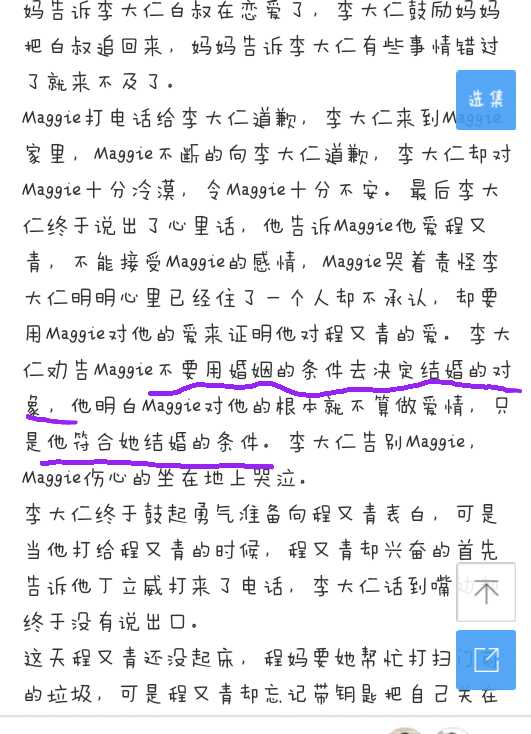 妈告诉李大仁白叔在恋爱了，李大仁鼓励妈妈
把白叔追回来，妈妈告诉李大仁有些事情错过
了就来不及了。
选集
Maggie打电话给李大仁道歉，李大仁来到Maggie
家里，Maggie不断的向李大仁道歉，李大仁却对
Maggie十分冷漠，令Maggie十分不安。最后李大
仁终于说出了心里话，他告诉Maggie他爱程又
青，不能接受Maggie的感情，Maggie哭着责怪李
大仁明明心里已经住了一个人却不承认，却要
用Maggie对他的爱来证明他对程又青的爱。李大
仁劝告Maggie不要用婚姻的条件去决定结婚的对
象，他明白Maggie对他的根本就不算做爱情，只
是他符合她结婚的条件。李大仁告别Maggie，
Maggie伤心的坐在地上哭泣。
李大仁终于鼓起勇气准备向程又青表白，可是
当他打给程又青的时候，程又青却兴奋的首先
告诉他丁立威打来了电话，李大仁话到嘴
终于没有说出口。
这天程又青还没起床，程妈要她帮忙打扫
的垃圾，可是程又青却忘记带钥匙把自己关在